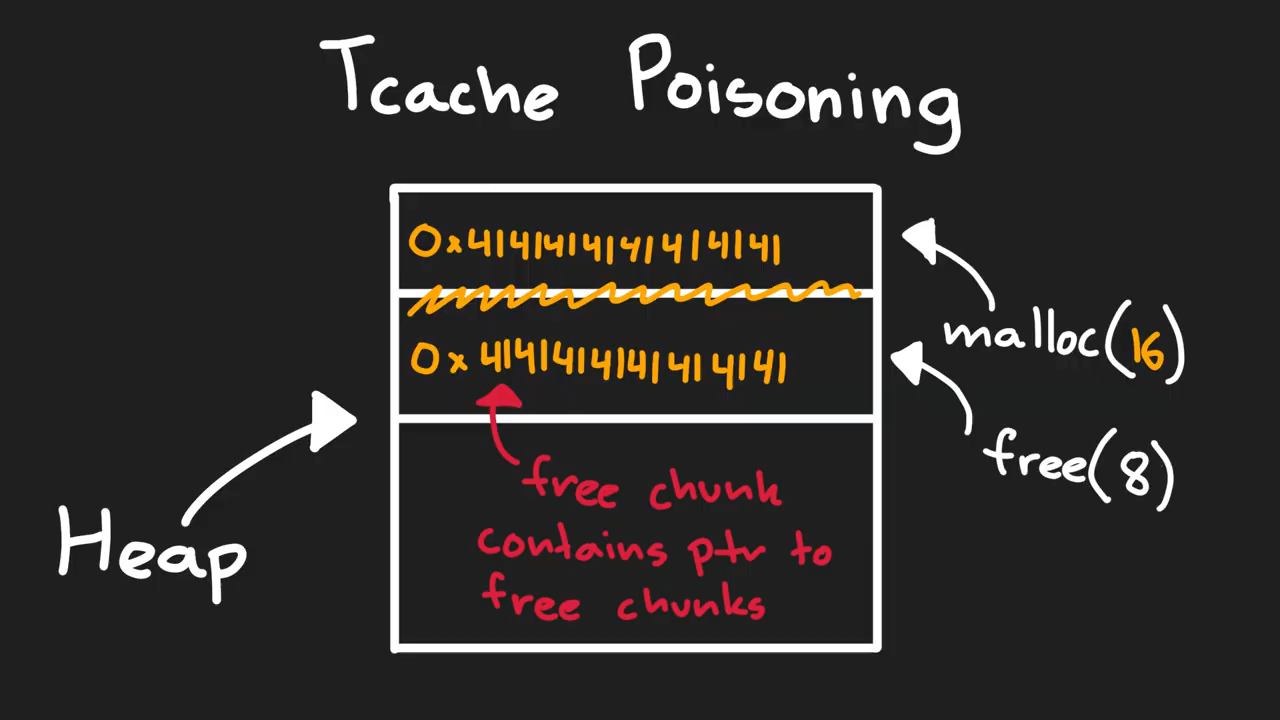 Tcache Poisoning
0x4141414141414141
malloc(16)
0x4141414141414141
free(8)
Heap
free chunk
contains ptr to
free chunks